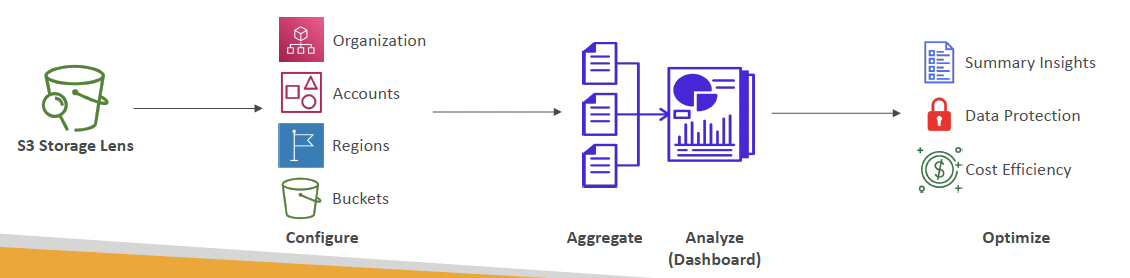 S3 Storage Lens
Organization
Accounts
Regions
Buckets
Configure
Aggregate
Analyze
(Dashboard)
Summary Insights
Data Protection
Cost Efficiency
Optimize